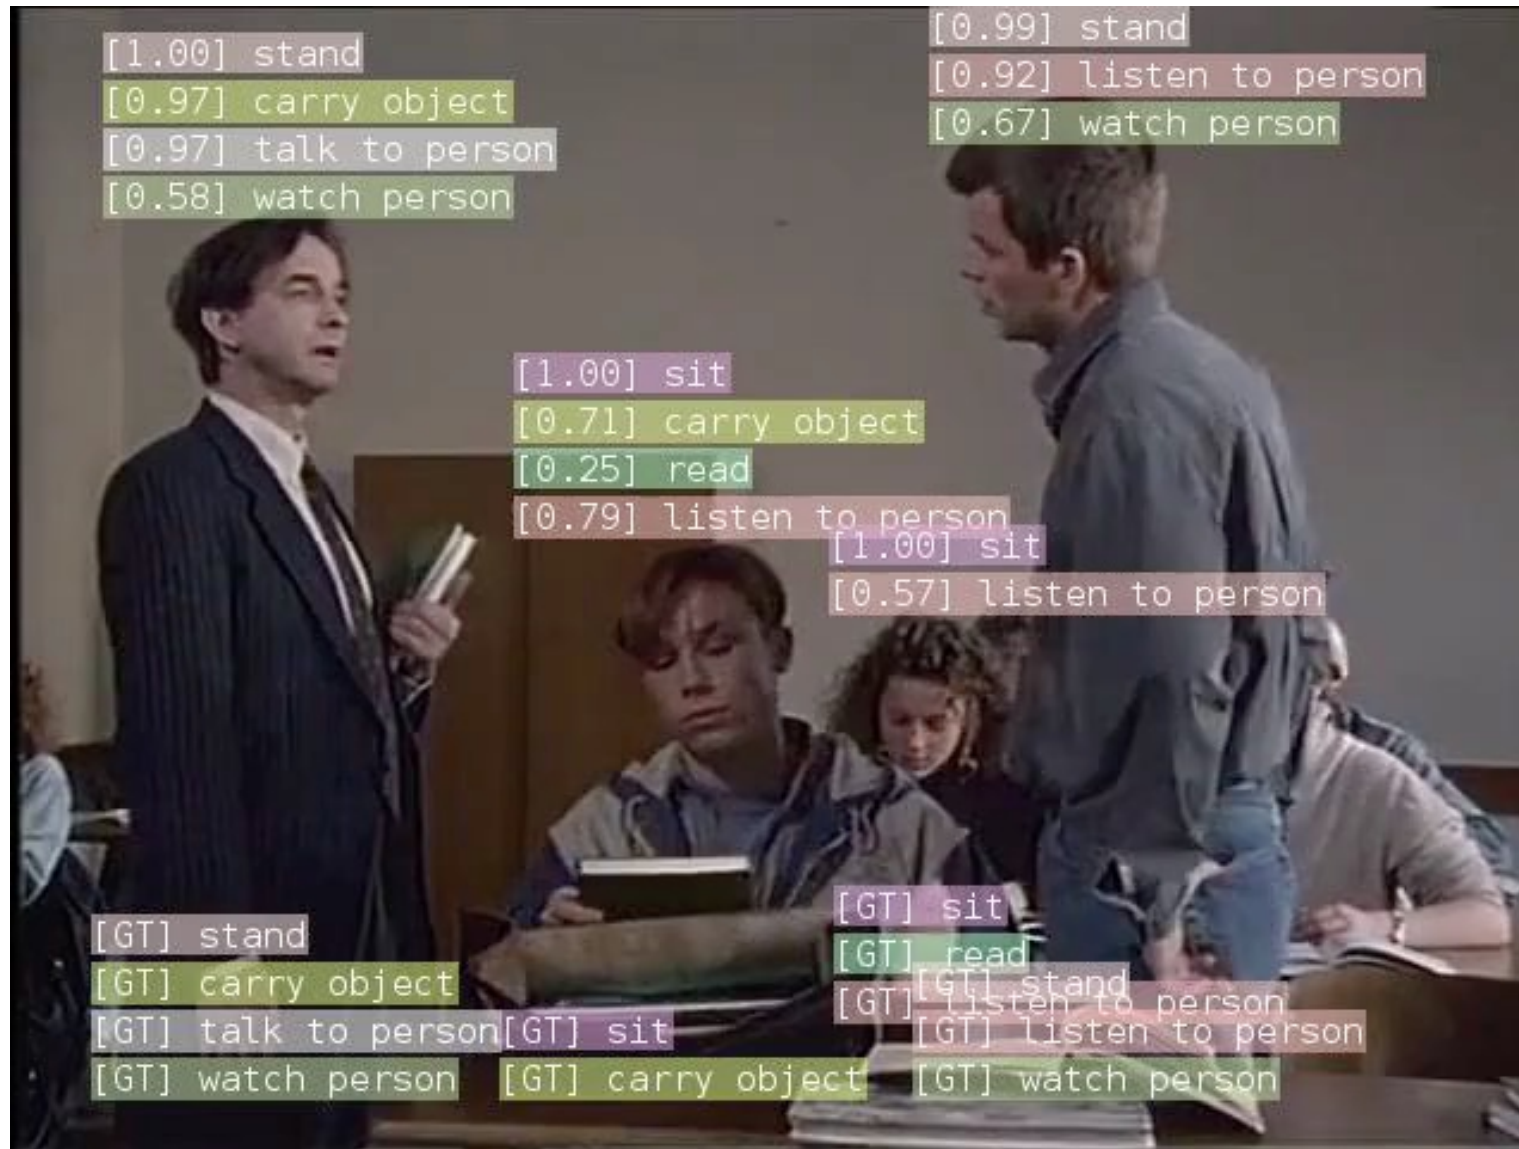 [1.00] stand
[0.97] carry object
[0.97] talk to person
[0.58] watch person
[0.99] stand
[0.92] listen to person
[0.67] watch person
[1.00] sit
[0.71] carry object
[0.25] read
[0.79] listen to person
[1.00] sit
[0.57] listen to person
[GT] stand
[GT] carry object
[GT] talk to person
[GT] watch person
[GT] sit
[GT] carry object
[GT] sit
[GT] read
[GT] listen to person
[GT] stand
[GT] listen to person
[GT] watch person